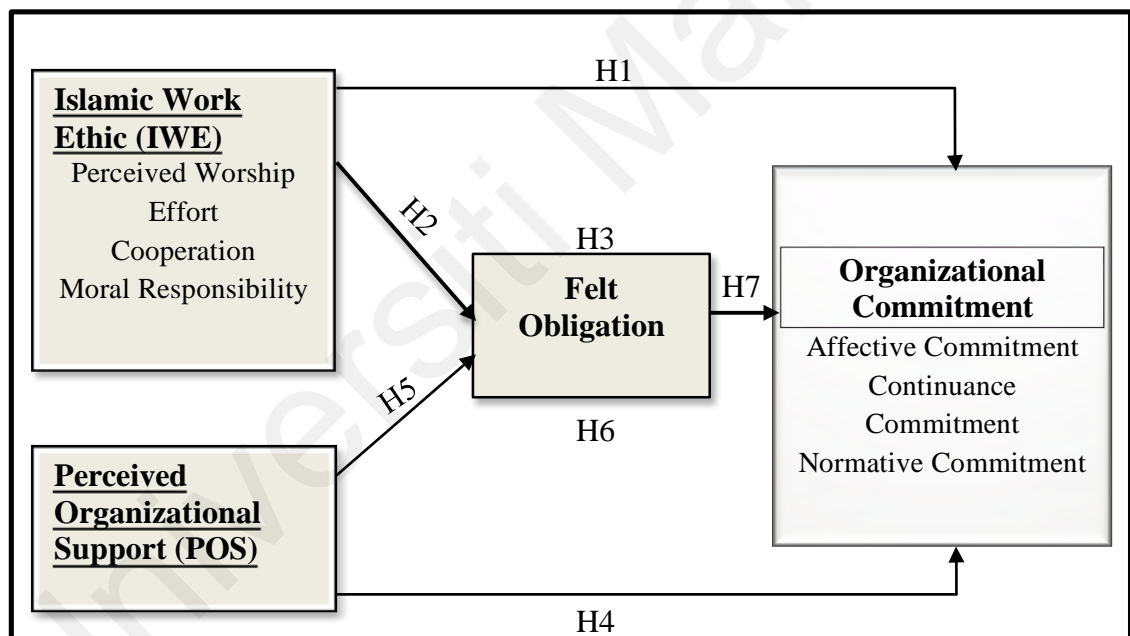 H1
Islamic Work
Ethic (IWE)
Perceived Worship
Effort
Cooperation
Moral Responsibility
H2
H3
Felt
Obligation
H7
Organizational
Commitment
Affective Commitment
Continuance
Commitment
Normative Commitment
H5
H6
Perceived
Organizational
Support (POS)
H4